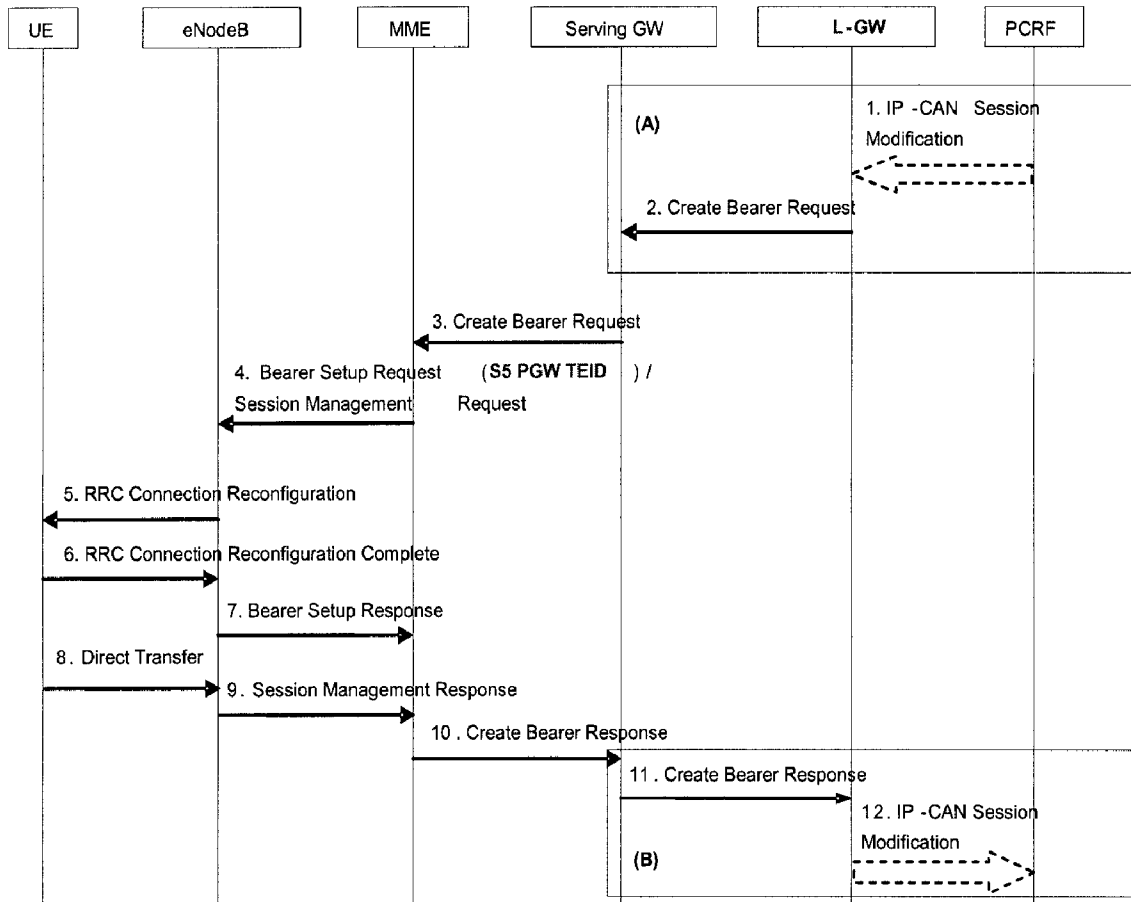 UE eNodeB MME Serving GW L-GW PCRF
(A)
1. IP -CAN Session
Modification
2. Create Bearer Request
3. Create Bearer Request
4. Bearer Setup Request (S5 PGW TEID ) /
Session Management Request
5. RRC Connection Reconfiguration
6. RRC Connection Reconfiguration Complete
7. Bearer Setup Response
8. Direct Transfer
9. Session Management Response
10. Create Bearer Response
11. Create Bearer Response
12. IP -CAN Session
Modification
(B)